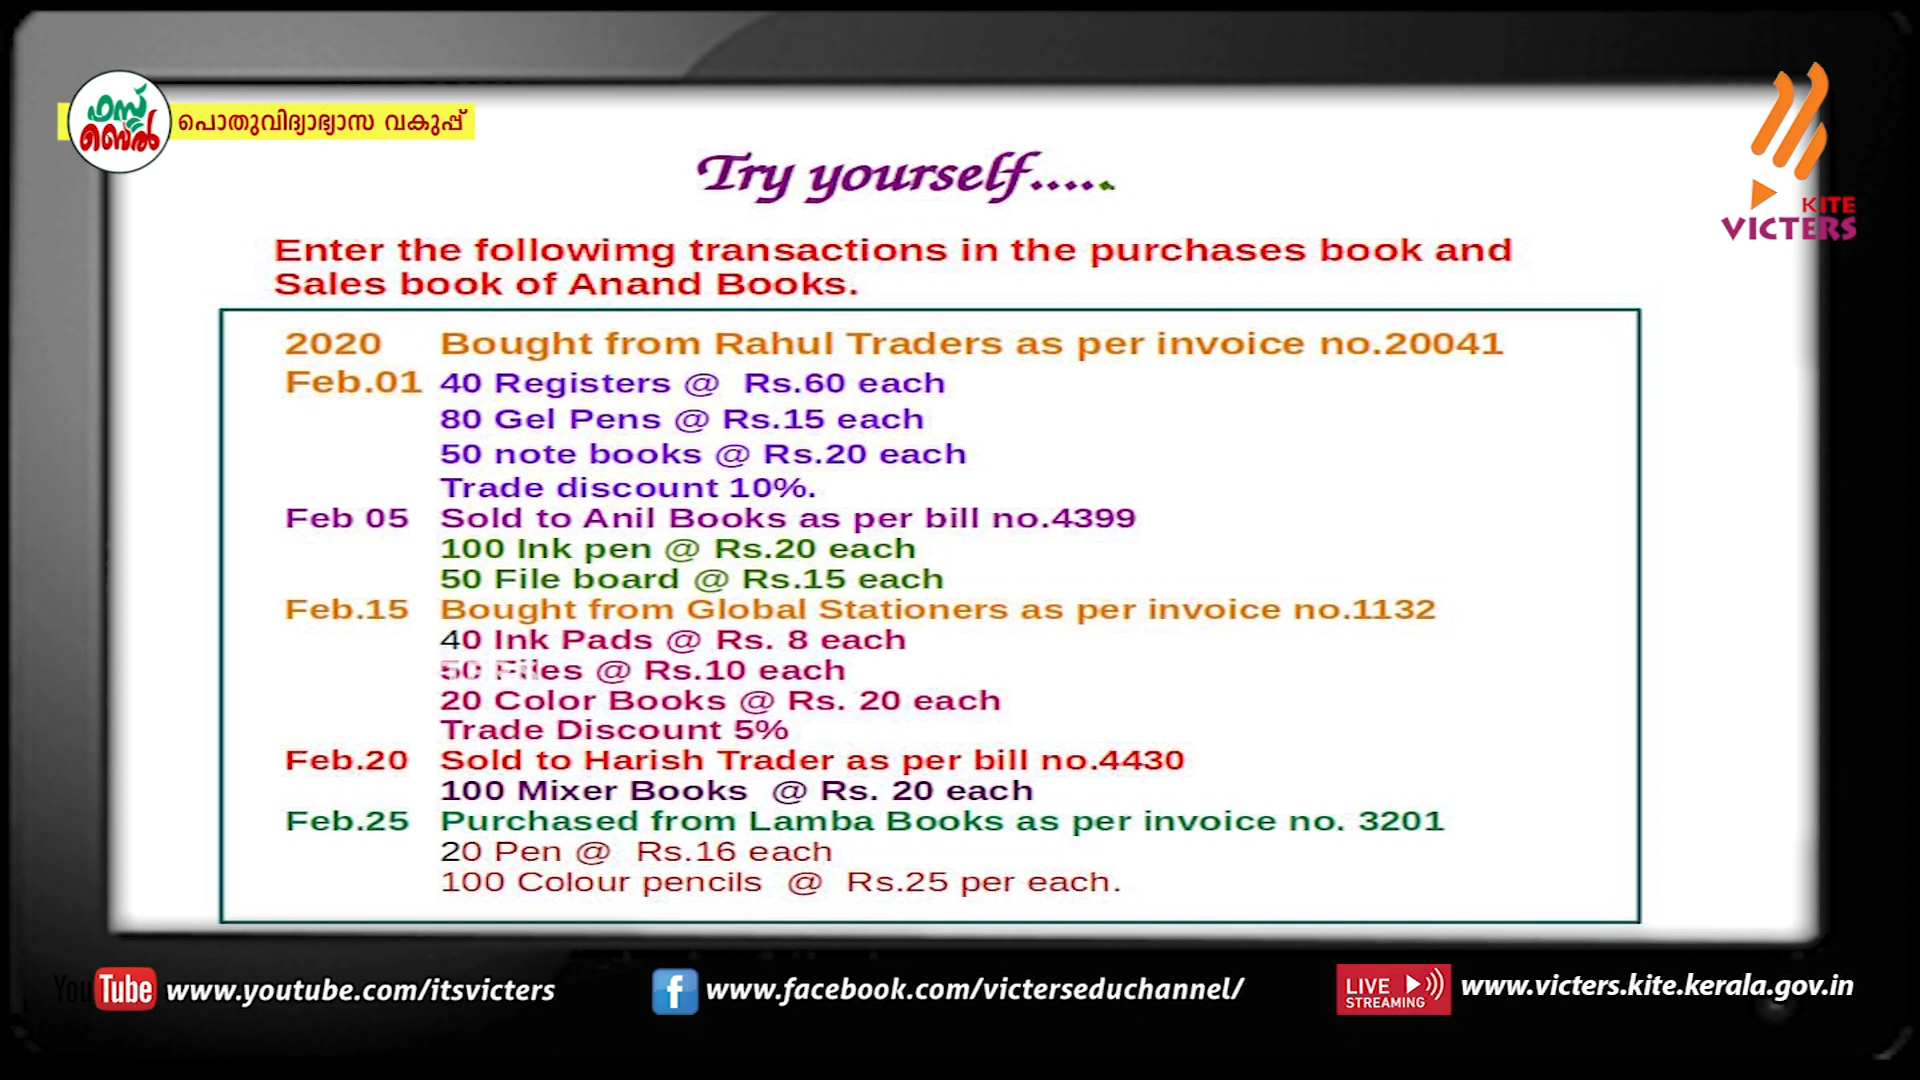 ഫസ്റ്റ്
ബെൽ
പൊതുവിദ്യാഭ്യാസ വകുപ്പ്
KITE
VICTERS
Try yourself.....
Enter the followimg transactions in the purchases book and
Sales book of Anand Books.
2020 Bought from Rahul Traders as per invoice no.20041
Feb.01 40 Registers @ Rs.60 each
80 Gel Pens @ Rs.15 each
50 note books @ Rs.20 each
Trade discount 10%.
Feb 05 Sold to Anil Books as per bill no.4399
100 Ink pen @ Rs.20 each
50 File board @ Rs.15 each
Feb.15 Bought from Global Stationers as per invoice no.1132
40 Ink Pads @ Rs. 8 each
50 Files @ Rs.10 each
20 Color Books @ Rs. 20 each
Trade Discount 5%
Feb.20 Sold to Harish Trader as per bill no.4430
100 Mixer Books @ Rs. 20 each
Feb.25 Purchased from Lamba Books as per invoice no. 3201
20 Pen @ Rs.16 each
100 Colour pencils @ Rs.25 per each.
YouTube www.youtube.com/itsvicters
f www.facebook.com/victerseduchannel/
LIVE STREAMING www.victers.kite.kerala.gov.in